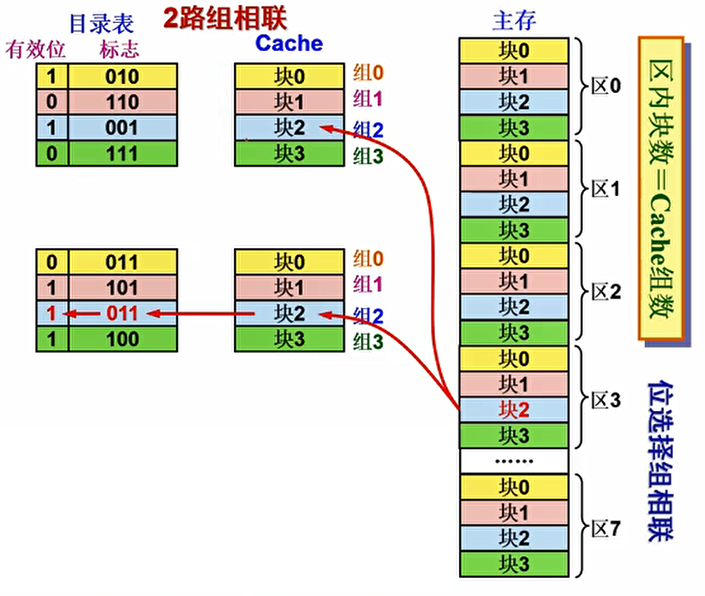 2路组相联
目录表
有效位 标志
1 010
0 110
1 001
0 111
Cache
块0 组0
块1 组1
块2 组2
块3 组3
0 011
1 101
1 011
1 100
块0 组0
块1 组1
块2 组2
块3 组3
主存
块0
块1
块2
块3
区0
块0
块1
块2
块3
区1
块0
块1
块2
块3
区2
块0
块1
块2
块3
区3
······
块0
块1
块2
块3
区7
区内块数=Cache组数
位选择组相联